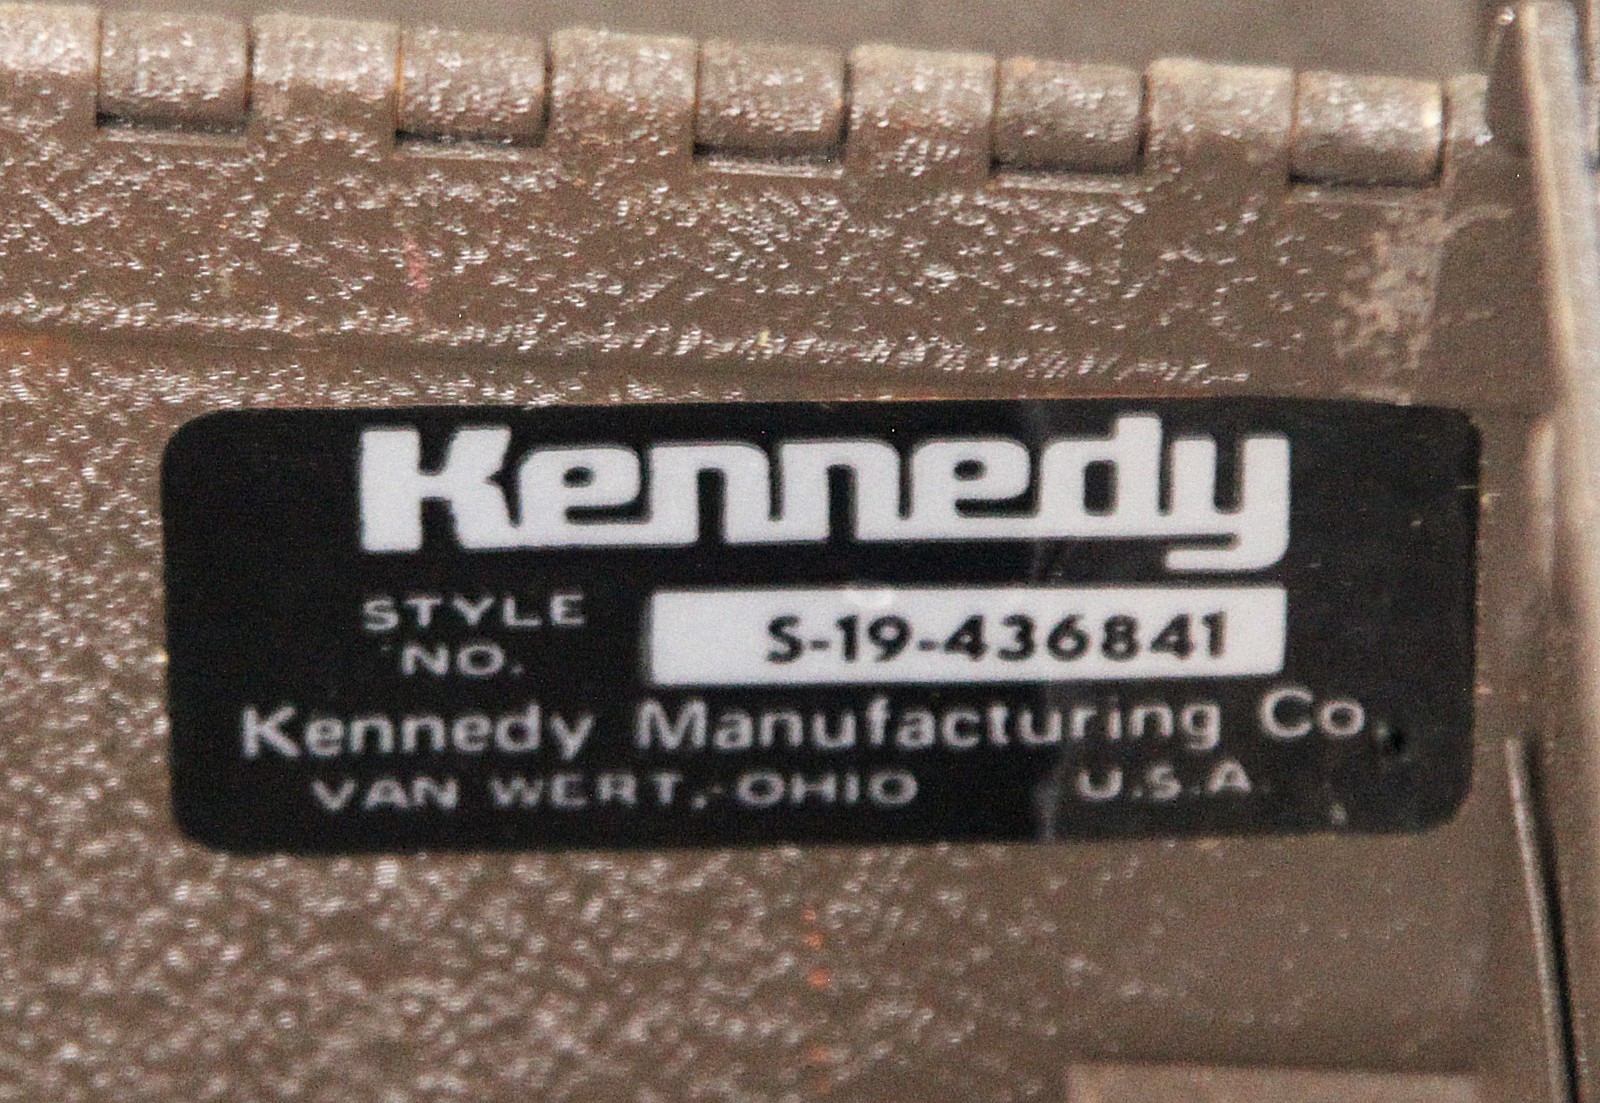 Kennedy
STYLE
NO.
S-19-436841
Kennedy Manufacturing Co.
VAN WERT, OHIO U.S.A.